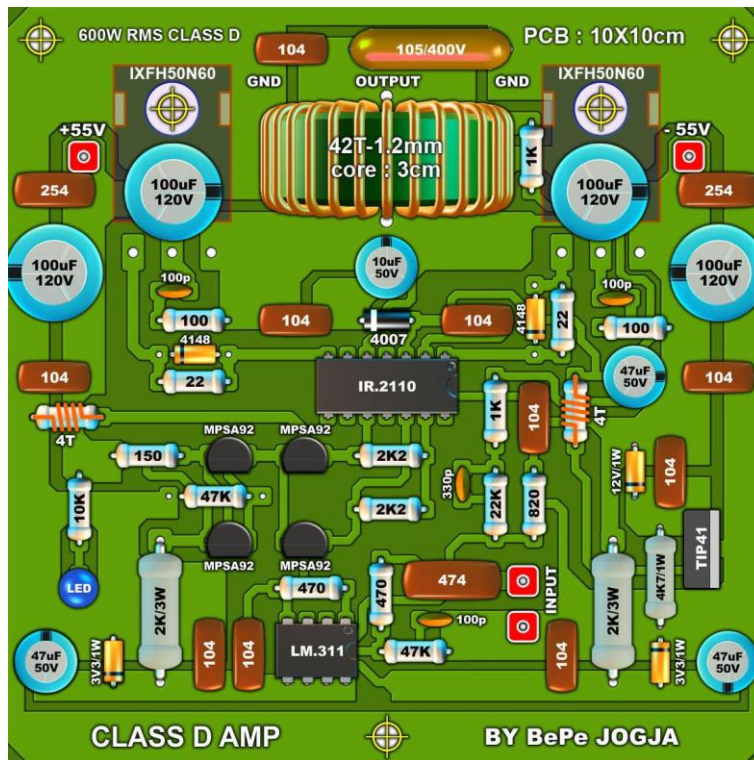 600W RMS CLASS D
104
105/400V
PCB : 10X10cm
GND
OUTPUT
GND
IXFH50N60
IXFH50N60
+55V
- 55V
42T-1.2mm
core : 3cm
1K
254
100uF
120V
100uF
120V
254
100uF
120V
10uF
50V
100uF
120V
100p
100p
100
104
4007
104
4148
22
100
4148
22
104
IR.2110
47uF
50V
104
4T
1K
104
4T
MPSA92
MPSA92
150
2K2
12V/1W
104
10K
47K
2K2
330p
22K
820
MPSA92
MPSA92
TIP41
4K7/1W
LED
2K/3W
470
470
474
INPUT
2K/3W
100p
47uF
50V
3V3/1W
104
104
LM.311
47K
104
3V3/1W
47uF
50V
CLASS D AMP
BY BePe JOGJA